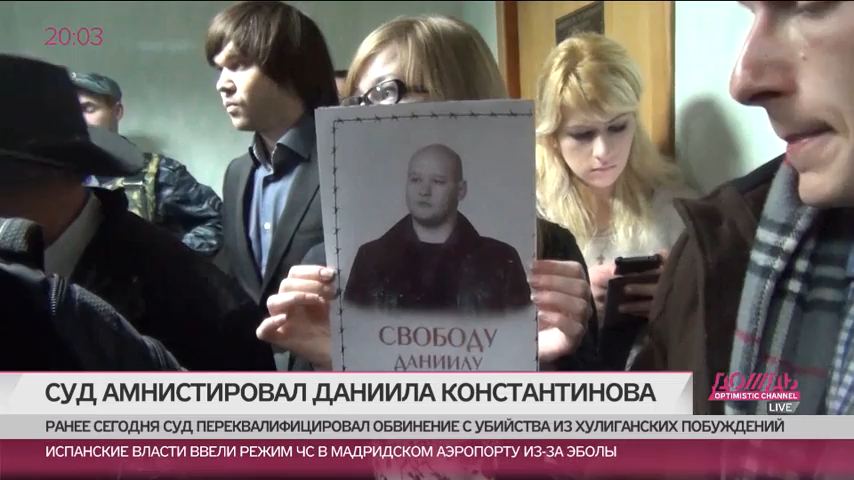 20:03
СВОБОДУ
ДАНИИЛУ
СУД АМНИСТИРОВАЛ ДАНИИЛА КОНСТАНТИНОВА
ДОЖДЬ
OPTIMISTIC CHANNEL
LIVE
РАНЕЕ СЕГОДНЯ СУД ПЕРЕКВАЛИФИЦИРОВАЛ ОБВИНЕНИЕ С УБИЙСТВА ИЗ ХУЛИГАНСКИХ ПОБУЖДЕНИЙ
ИСПАНСКИЕ ВЛАСТИ ВВЕЛИ РЕЖИМ ЧС В МАДРИДСКОМ АЭРОПОРТУ ИЗ-ЗА ЭБОЛЫ